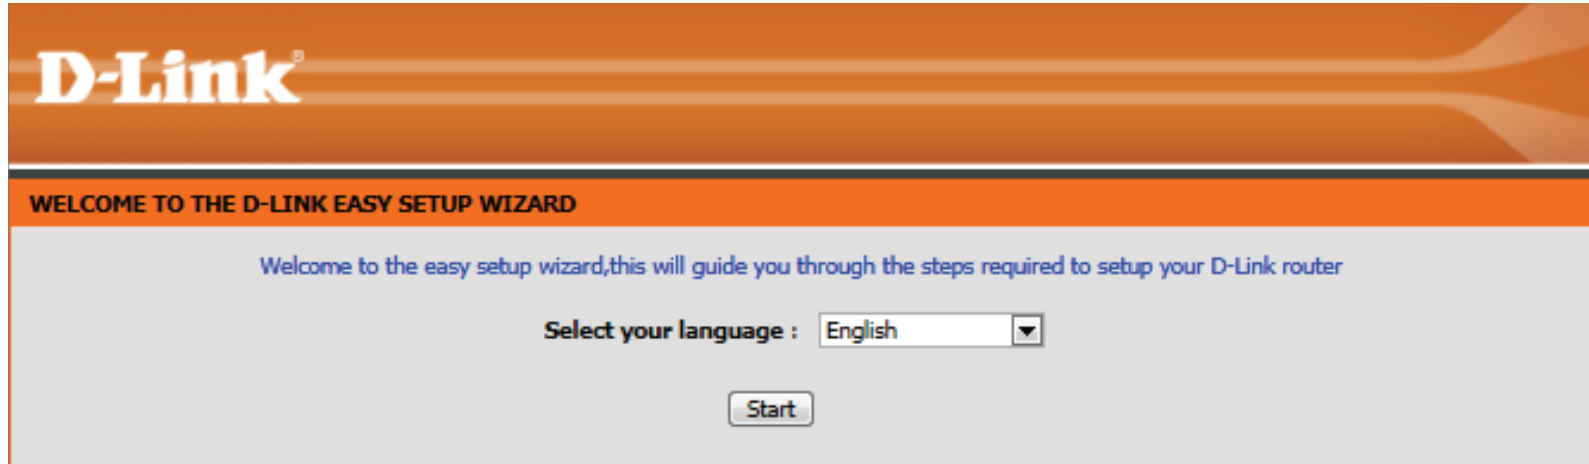 D-Link®
WELCOME TO THE D-LINK EASY SETUP WIZARD
Welcome to the easy setup wizard,this will guide you through the steps required to setup your D-Link router
Select your language : English
Start